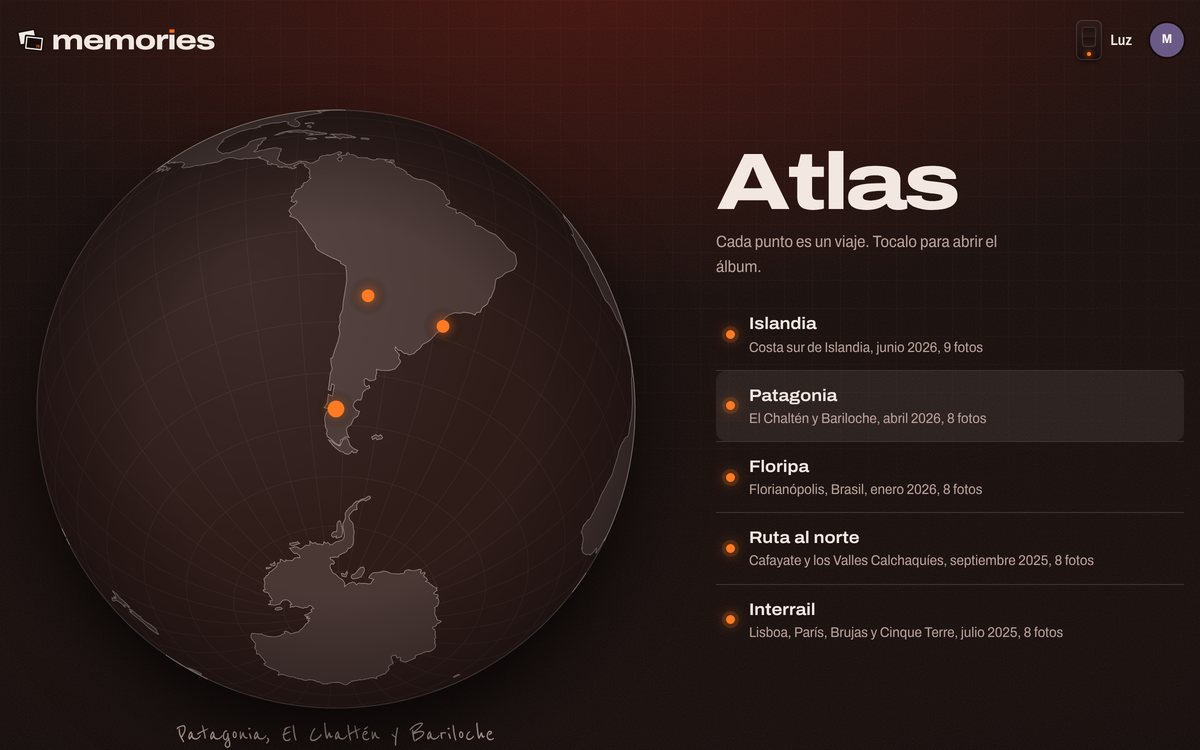 memories
Luz
M
Atlas
Cada punto es un viaje. Tocalo para abrir el
álbum.
Islandia
Costa sur de Islandia, junio 2026, 9 fotos
Patagonia
El Chaltén y Bariloche, abril 2026, 8 fotos
Floripa
Florianópolis, Brasil, enero 2026, 8 fotos
Ruta al norte
Cafayate y los Valles Calchaquíes, septiembre 2025, 8 fotos
Interrail
Lisboa, París, Brujas y Cinque Terre, julio 2025, 8 fotos
Patagonia, El Chaltén y Bariloche